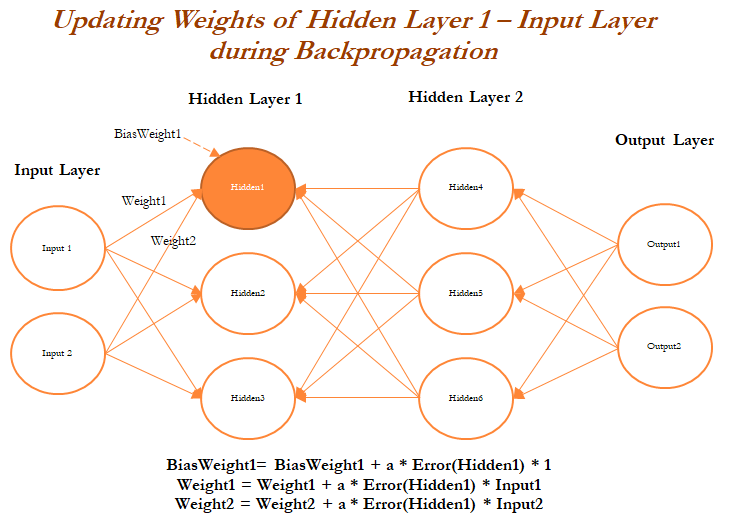 Updating Weights of Hidden Layer 1 – Input Layer
during Backpropagation
Hidden Layer 1
Hidden Layer 2
BiasWeight1
Output Layer
Input Layer
Hidden1
Hidden4
Weight1
Weight2
Input 1
Output1
Hidden2
Hidden5
Input 2
Output2
Hidden3
Hidden6
BiasWeight1= BiasWeight1 + a * Error(Hidden1) * 1
Weight1 = Weight1 + a * Error(Hidden1) * Input1
Weight2 = Weight2 + a * Error(Hidden1) * Input2